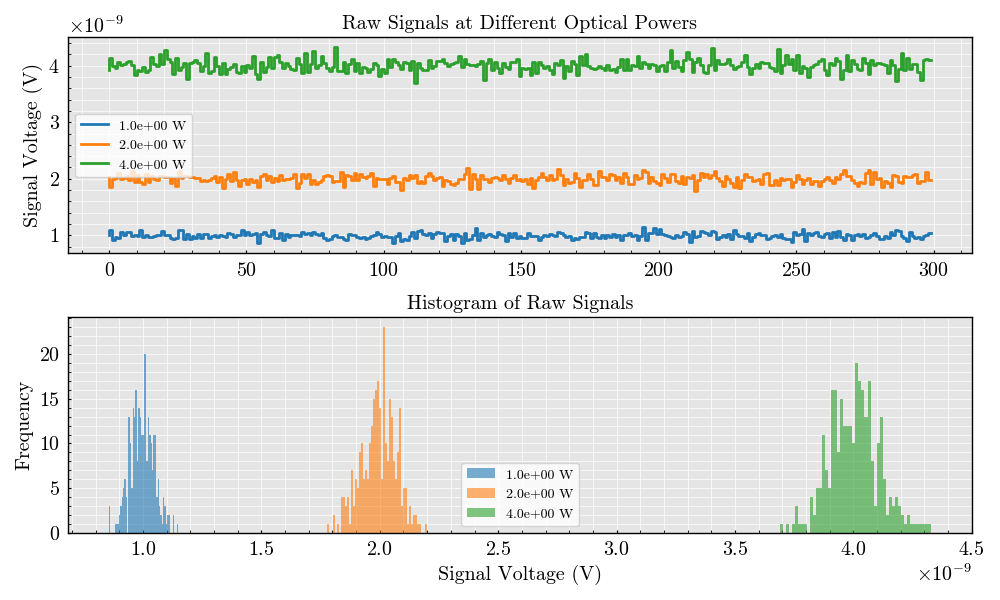 Raw Signals at Different Optical Powers
×10⁻⁹
Signal Voltage (V)
4
3
2
1
1.0e+00 W
2.0e+00 W
4.0e+00 W
0 50 100 150 200 250 300
Histogram of Raw Signals
Frequency
20
15
10
5
0
1.0e+00 W
2.0e+00 W
4.0e+00 W
1.0 1.5 2.0 2.5 3.0 3.5 4.0 4.5
Signal Voltage (V)
×10⁻⁹